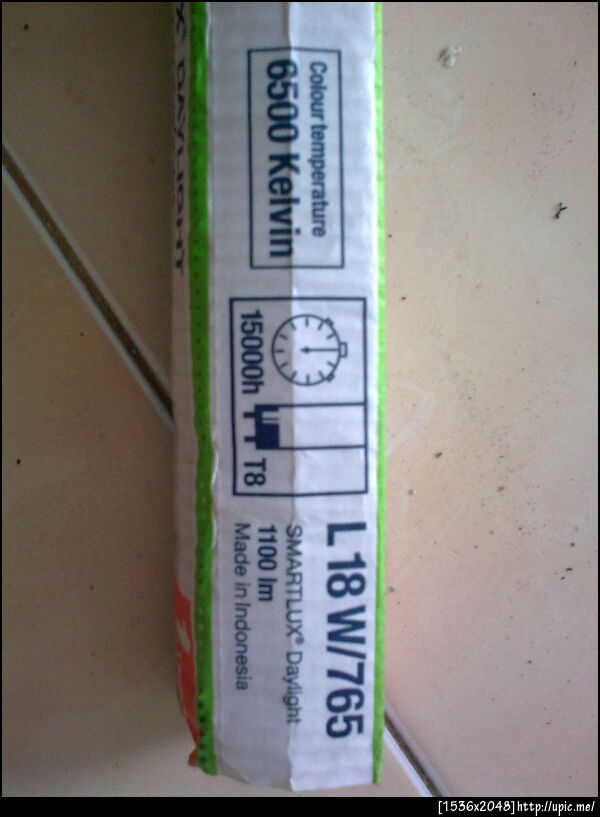 X® DAYLIGHT
Colour temperature
6500 Kelvin
15000h
T8
L 18 W/765
SMARTLUX® Daylight
1100 lm
Made in Indonesia
[1536x2048]http://upic.me/